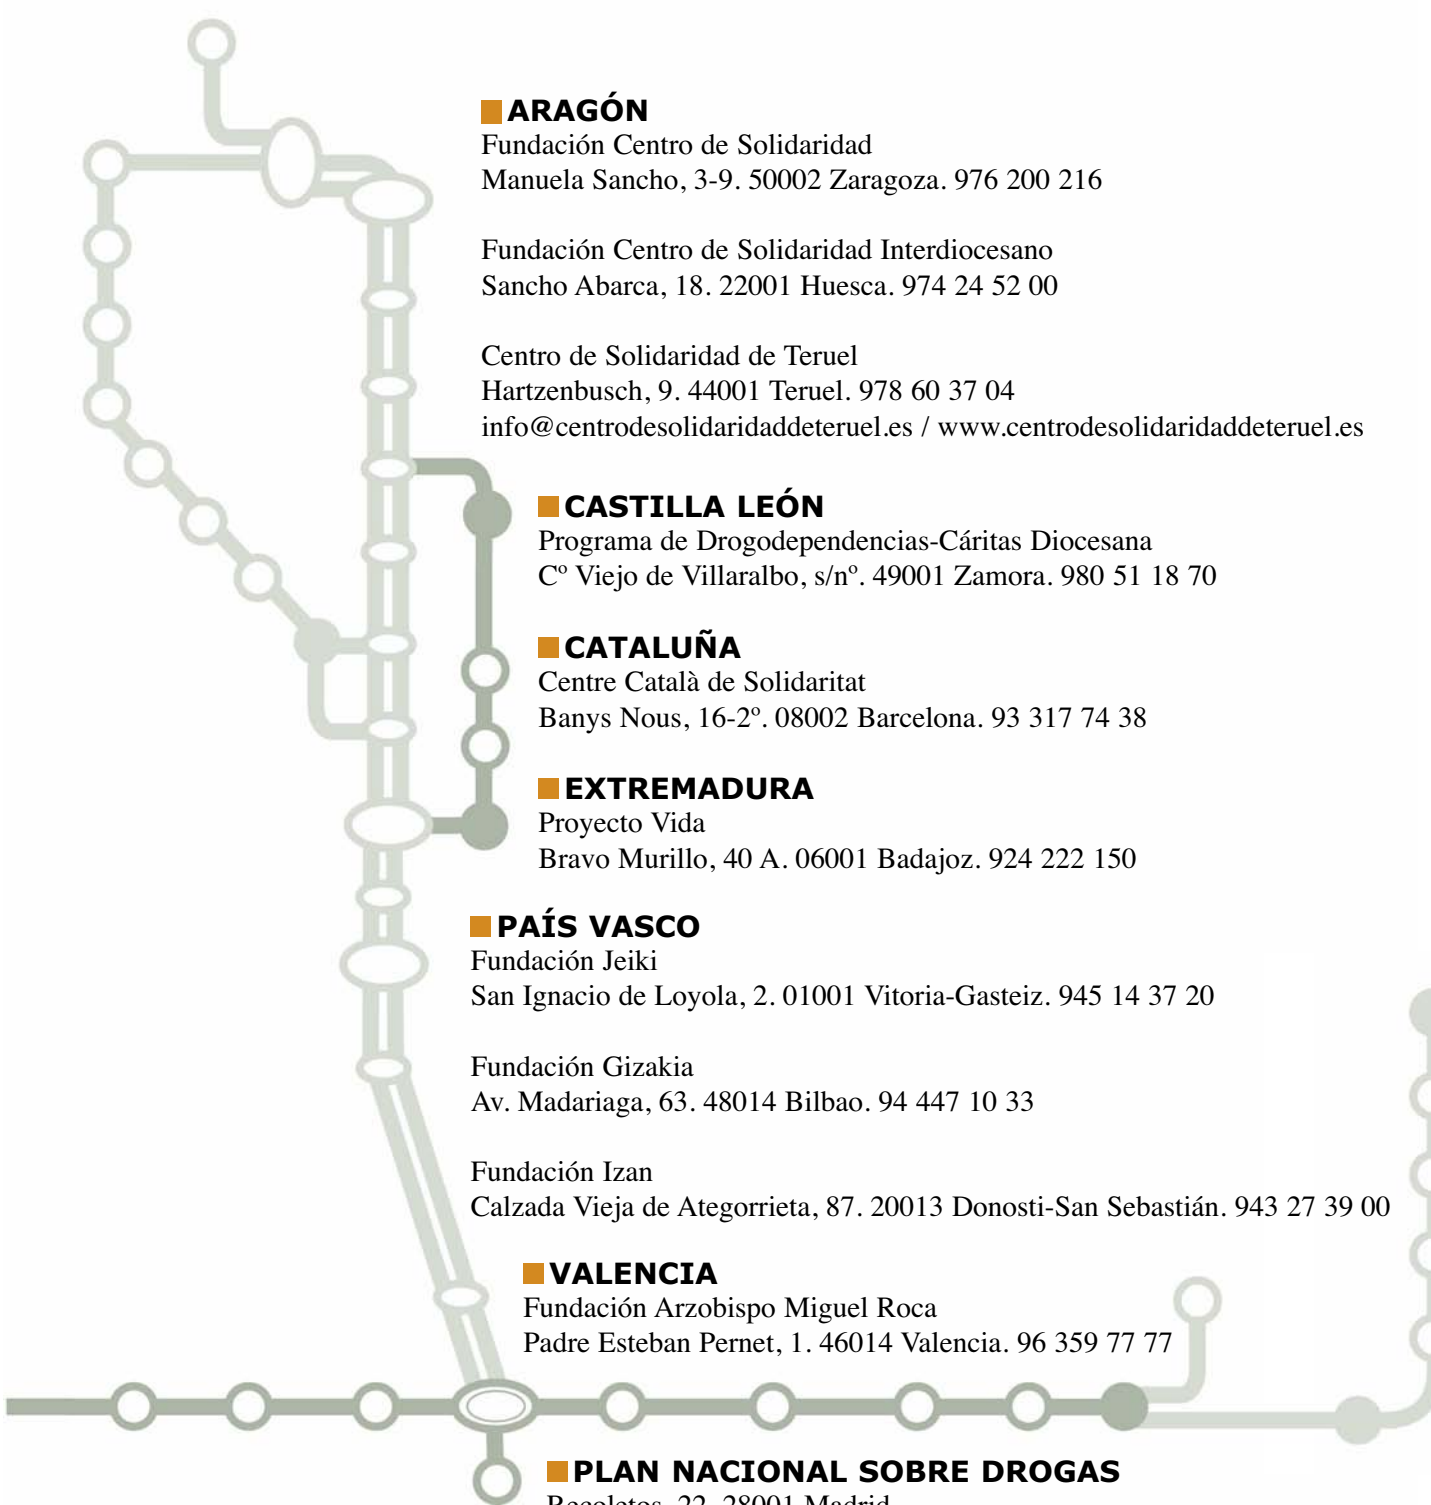 ARAGÓN
Fundación Centro de Solidaridad
Manuela Sancho, 3-9. 50002 Zaragoza. 976 200 216
Fundación Centro de Solidaridad Interdiocesano
Sancho Abarca, 18. 22001 Huesca. 974 24 52 00
Centro de Solidaridad de Teruel
Hartzenbusch, 9. 44001 Teruel. 978 60 37 04
info@centrodesolidaridaddeteruel.es / www.centrodesolidaridaddeteruel.es
CASTILLA LEÓN
Programa de Drogodependencias-Cáritas Diocesana
Cº Viejo de Villaralbo, s/nº. 49001 Zamora. 980 51 18 70
CATALUÑA
Centre Català de Solidaritat
Banys Nous, 16-2º. 08002 Barcelona. 93 317 74 38
EXTREMADURA
Proyecto Vida
Bravo Murillo, 40 A. 06001 Badajoz. 924 222 150
PAÍS VASCO
Fundación Jeiki
San Ignacio de Loyola, 2. 01001 Vitoria-Gasteiz. 945 14 37 20
Fundación Gizakia
Av. Madariaga, 63. 48014 Bilbao. 94 447 10 33
Fundación Izan
Calzada Vieja de Ategorrieta, 87. 20013 Donosti-San Sebastián. 943 27 39 00
VALENCIA
Fundación Arzobispo Miguel Roca
Padre Esteban Pernet, 1. 46014 Valencia. 96 359 77 77
PLAN NACIONAL SOBRE DROGAS
Recoletos, 22. 28001 Madrid